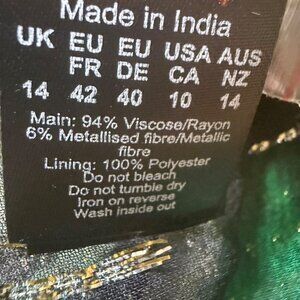 Made in India
UK EU EU USA AUS
FR DE CA NZ
14 42 40 10 14
Main: 94% Viscose/Rayon
6% Metallised fibre/Metallic
fibre
Lining: 100% Polyester
Do not bleach
Do not tumble dry
Iron on reverse
Wash inside out